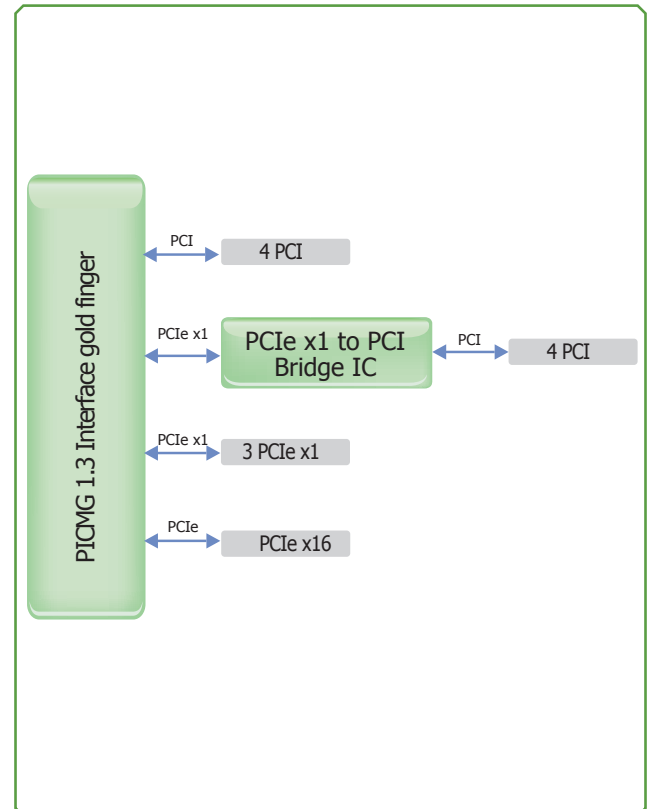 PICMG 1.3 Interface gold finger
PCI
4 PCI
PCIe x1
PCIe x1 to PCI
Bridge IC
PCI
4 PCI
PCIe x1
3 PCIe x1
PCIe
PCIe x16